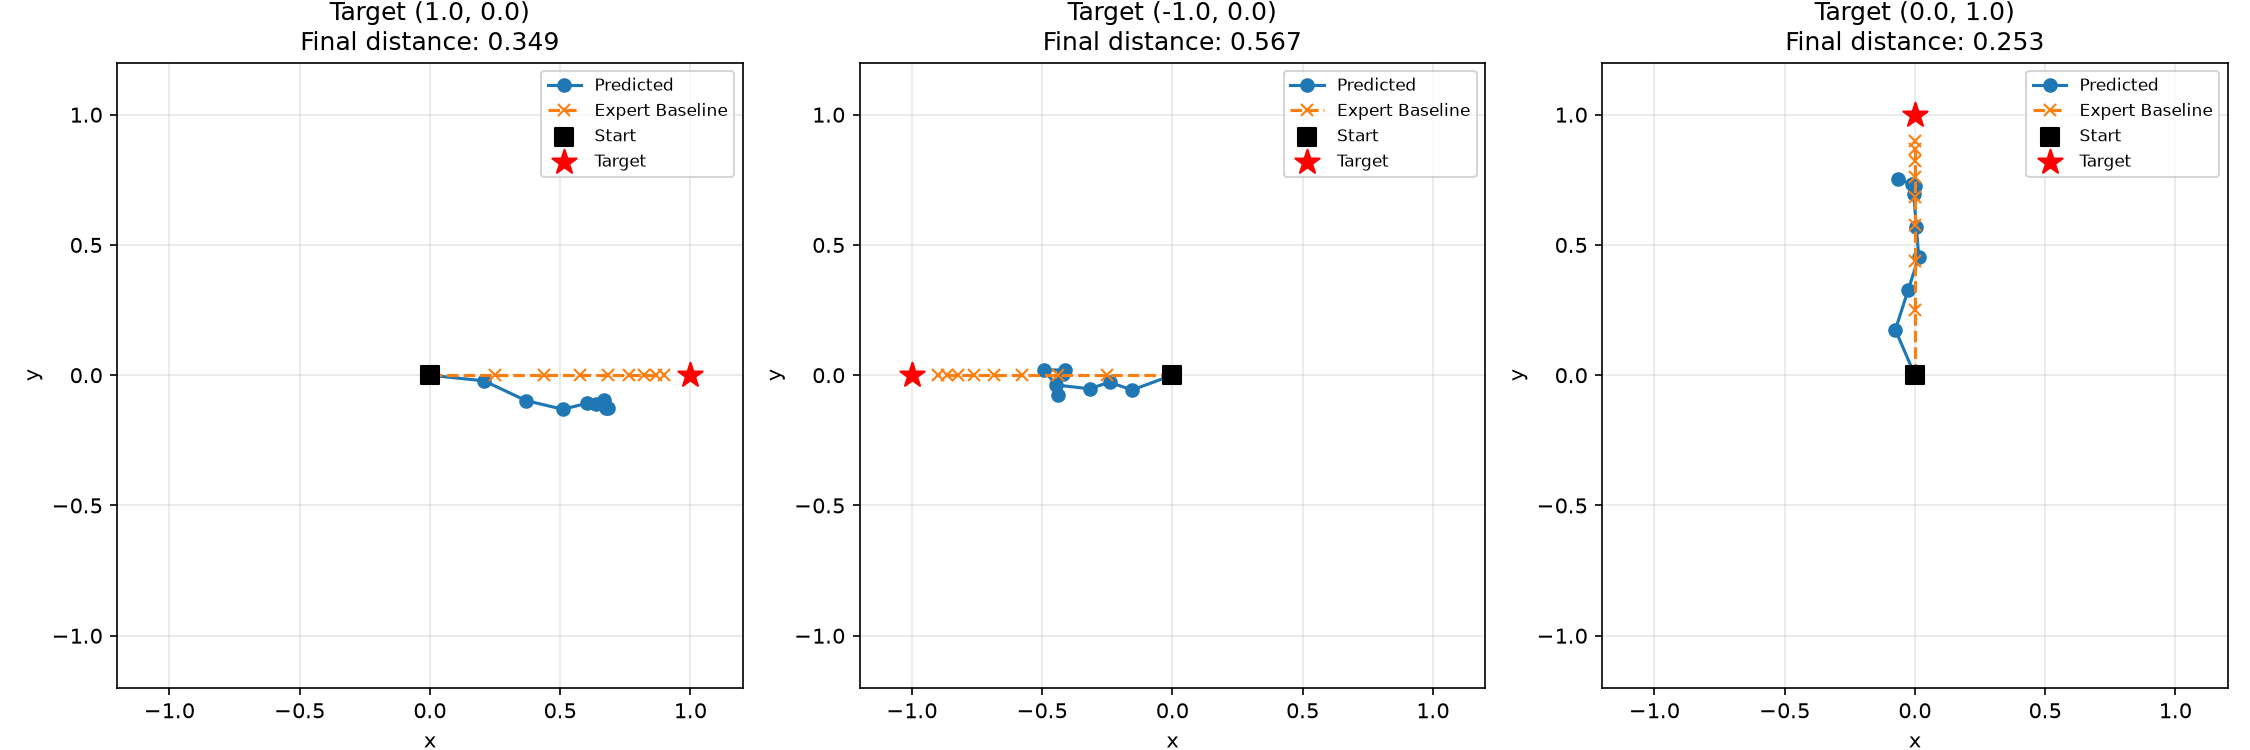 Target (1.0, 0.0)
Final distance: 0.349
Predicted
Expert Baseline
Start
Target
1.0
0.5
0.0
−0.5
−1.0
y
−1.0
−0.5
0.0
0.5
1.0
x
Target (-1.0, 0.0)
Final distance: 0.567
Predicted
Expert Baseline
Start
Target
1.0
0.5
0.0
−0.5
−1.0
y
−1.0
−0.5
0.0
0.5
1.0
x
Target (0.0, 1.0)
Final distance: 0.253
Predicted
Expert Baseline
Start
Target
1.0
0.5
0.0
−0.5
−1.0
y
−1.0
−0.5
0.0
0.5
1.0
x